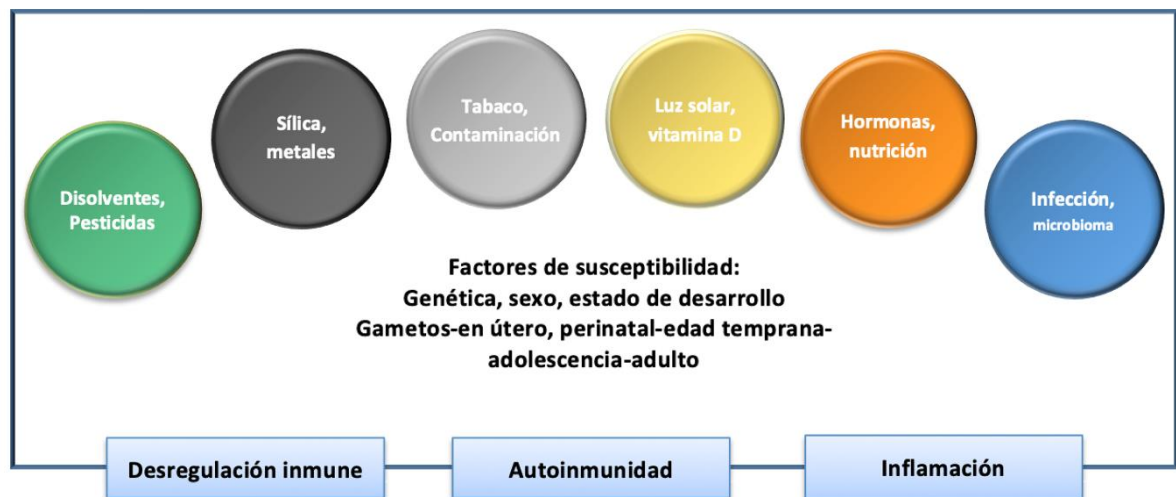 Disolventes,
Pesticidas
Sílica,
metales
Tabaco,
Contaminación
Luz solar,
vitamina D
Hormonas,
nutrición
Infección,
microbioma
Factores de susceptibilidad:
Genética, sexo, estado de desarrollo
Gametos-en útero, perinatal-edad temprana-
adolescencia-adulto
Desregulación inmune
Autoinmunidad
Inflamación